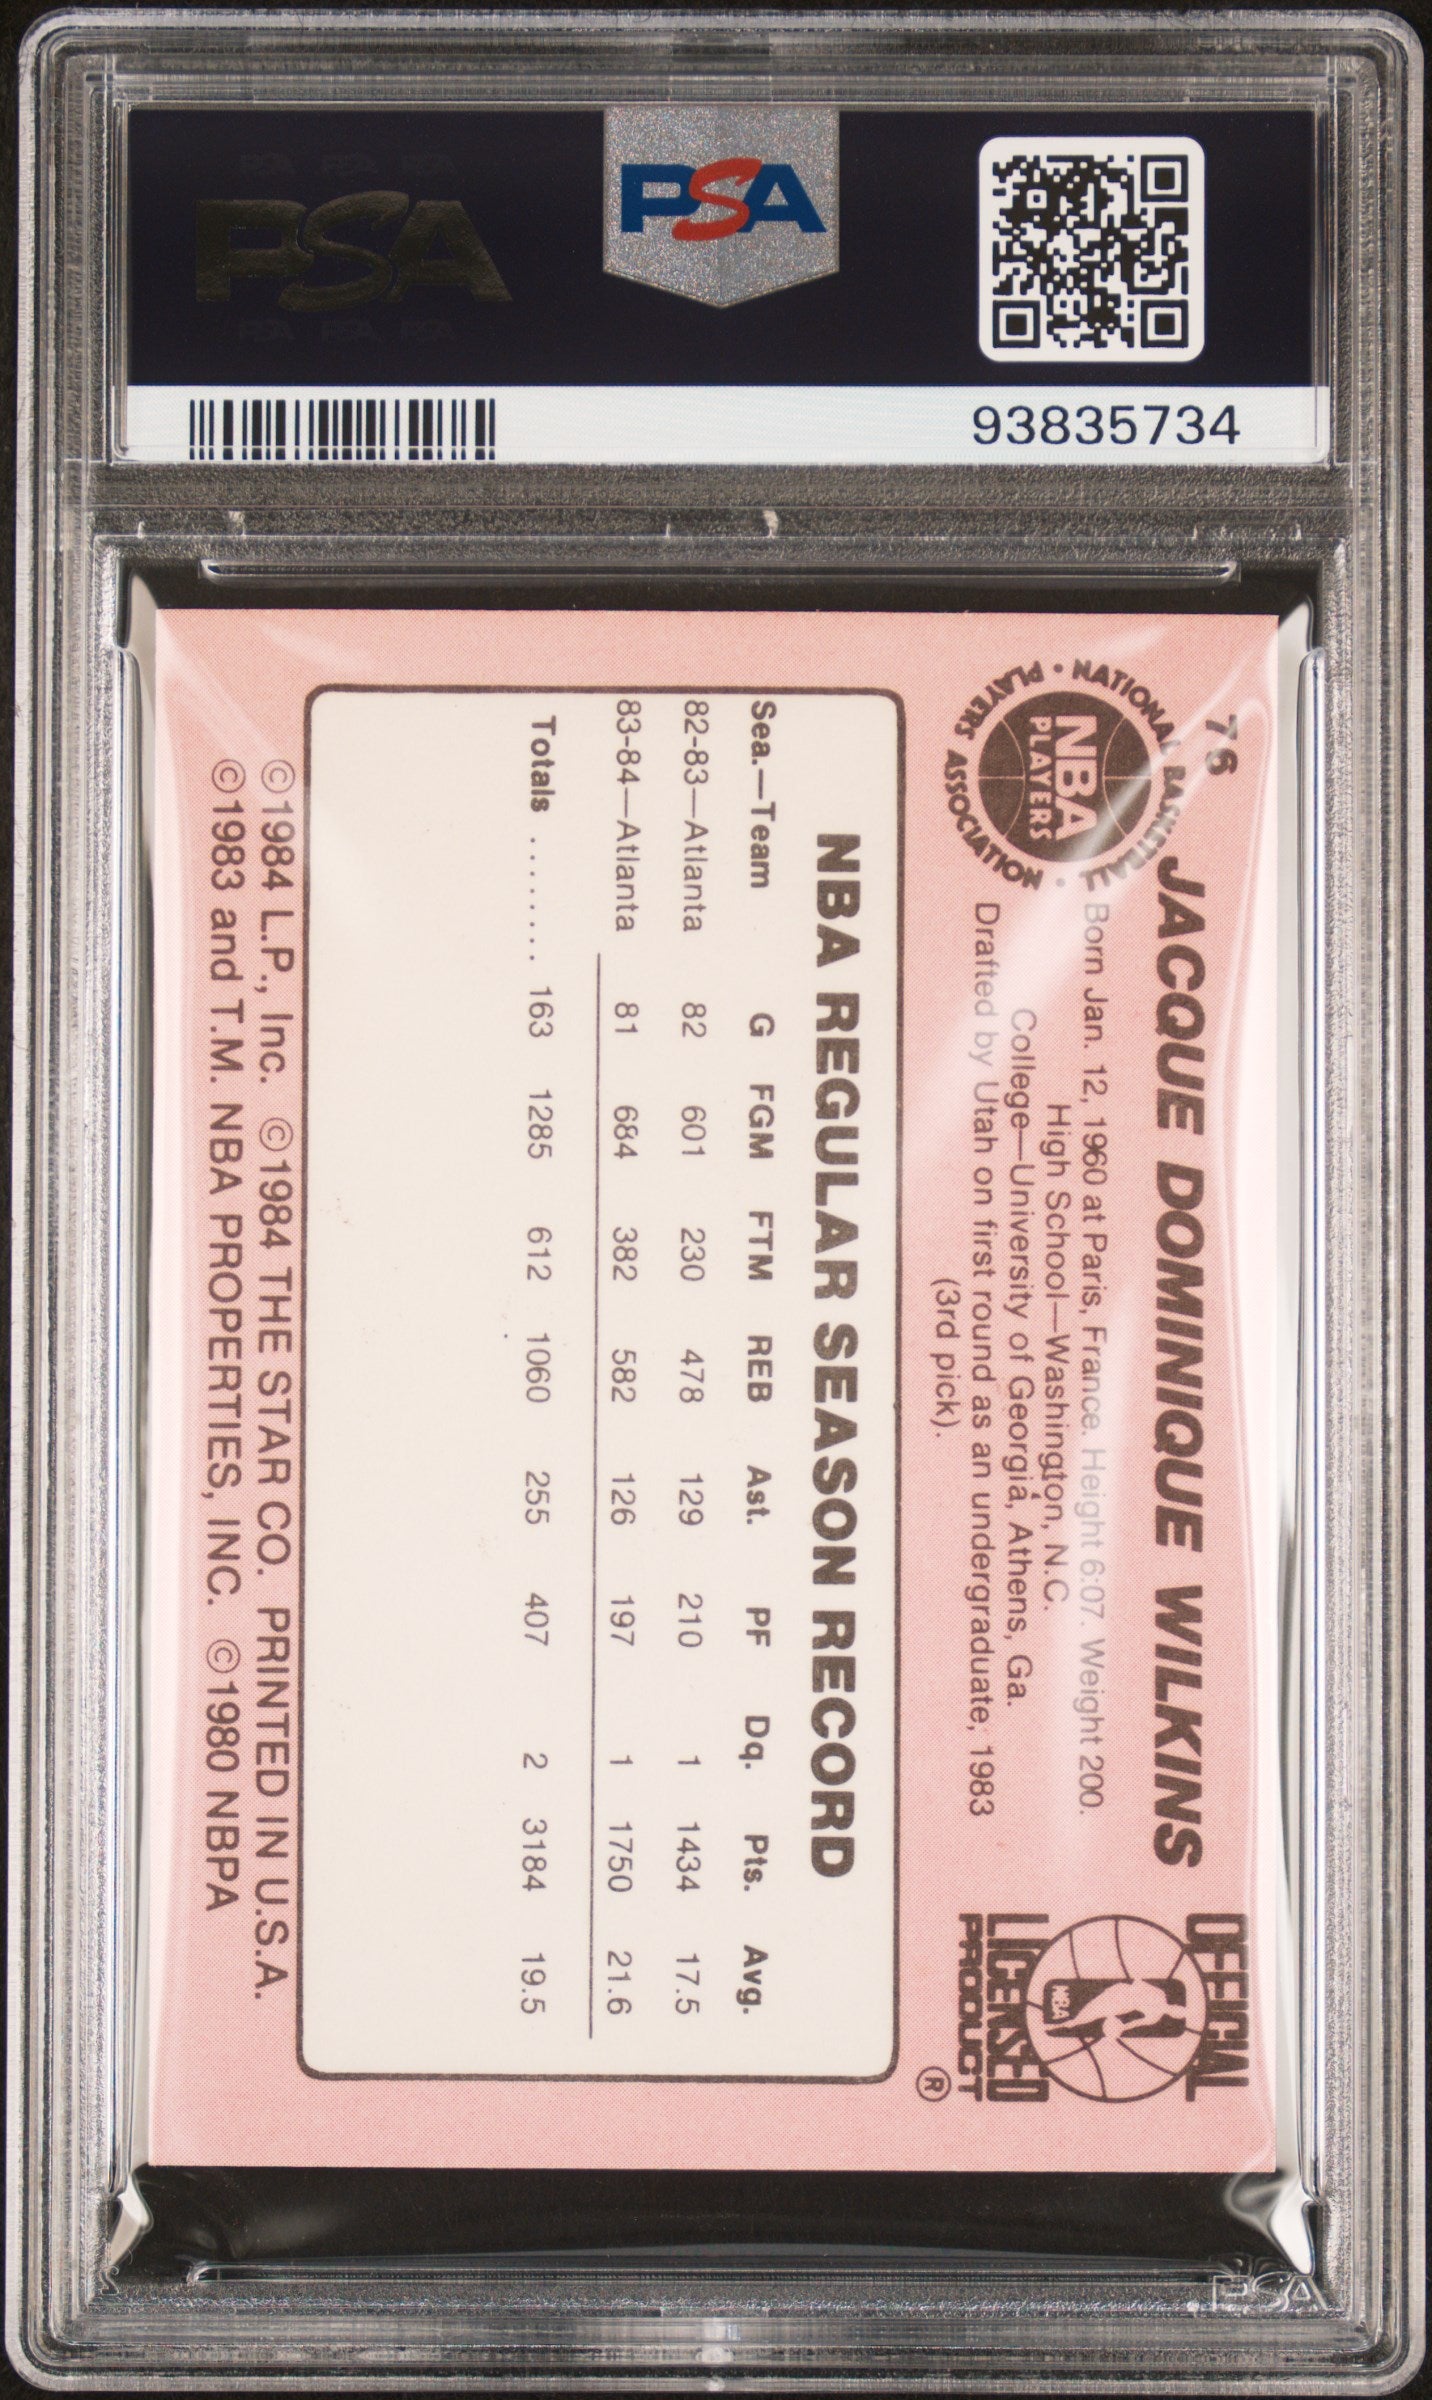 PSA
PSA
93835734
76
JACQUE DOMINIQUE WILKINS
NATIONAL BASKETBALL PLAYERS ASSOCIATION
NBA
PLAYERS
Born Jan. 12, 1960 at Paris, France. Height 6:07. Weight 200.
High School—Washington, N.C.
College—University of Georgia, Athens, Ga.
Drafted by Utah on first round as an undergraduate, 1983
(3rd pick).
OFFICIAL
NBA
LICENSED
PRODUCT
®
NBA REGULAR SEASON RECORD
Sea.—Team G FGM FTM REB Ast. PF Dq. Pts. Avg.
82-83—Atlanta 82 601 230 478 129 210 1 1434 17.5
83-84—Atlanta 81 684 382 582 126 197 1 1750 21.6
Totals ....... 163 1285 612 1060 255 407 2 3184 19.5
©1984 L.P., Inc. ©1984 THE STAR CO. PRINTED IN U.S.A.
©1983 and T.M. NBA PROPERTIES, INC. ©1980 NBPA
PSA